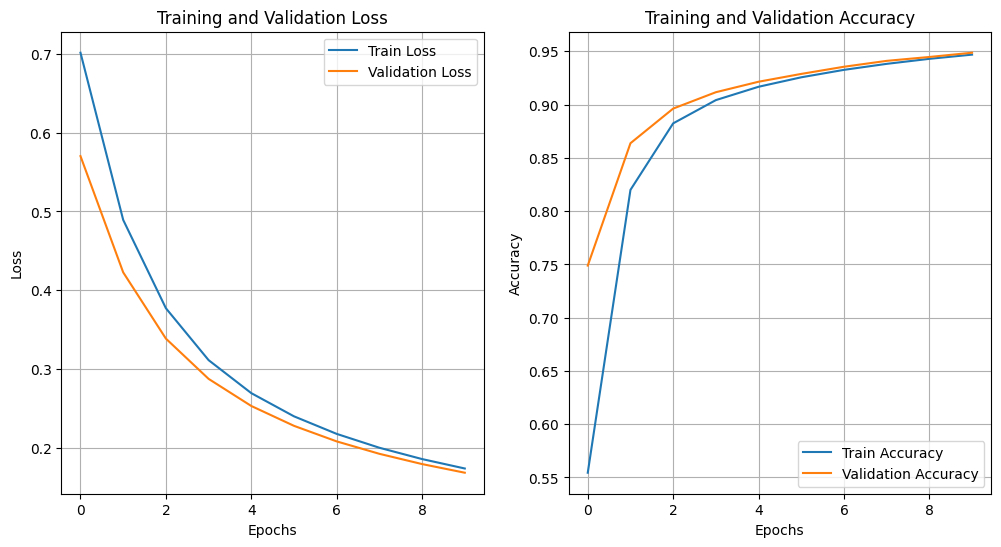 Training and Validation Loss
Train Loss
Validation Loss
0.7
0.6
0.5
0.4
0.3
0.2
Loss
0 2 4 6 8
Epochs
Training and Validation Accuracy
0.95
0.90
0.85
0.80
0.75
0.70
0.65
0.60
0.55
Accuracy
Train Accuracy
Validation Accuracy
0 2 4 6 8
Epochs